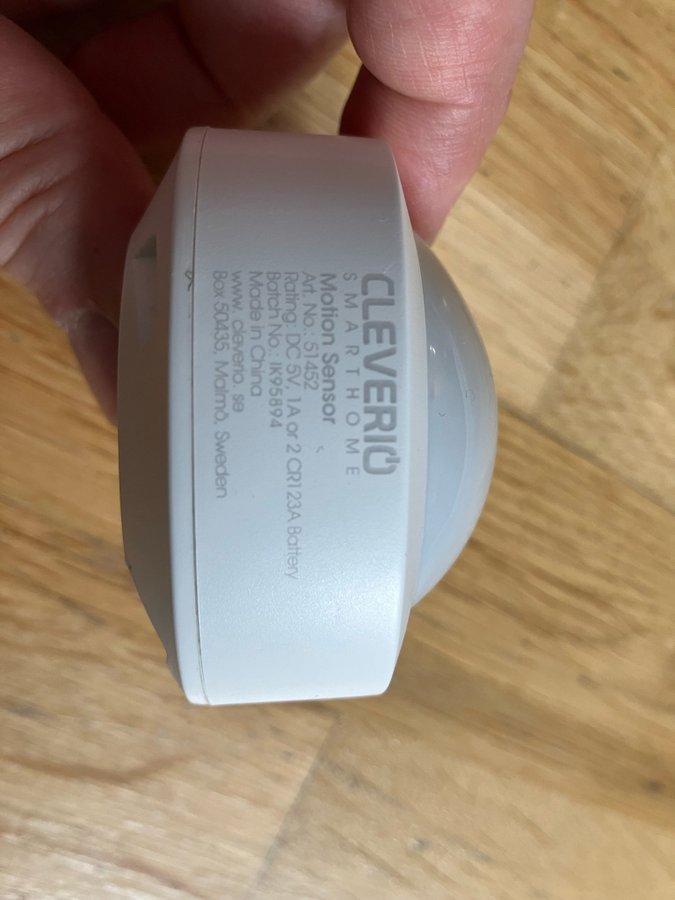 CLEVERIO
SMARTHOME
Motion Sensor
Art. No.: 51452
Rating: DC 5V, 1A or 2 CR123A Battery
Batch No.: IK95894
Made in China
www.cleverio.se
Box 50435, Malmö, Sweden